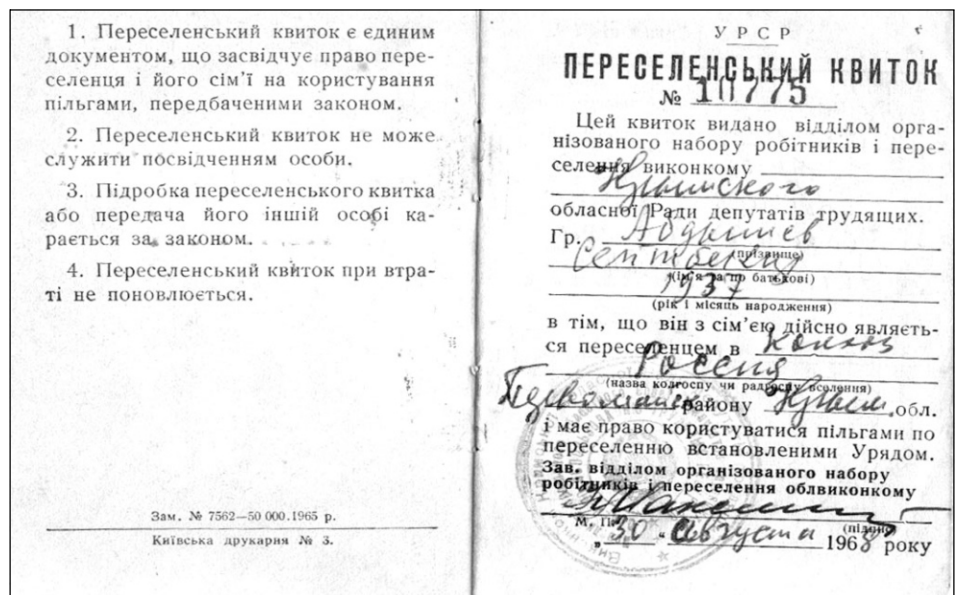 1. Переселенський квиток є єдиним
документом, що засвідчує право пере-
селенця і його сім’ї на користування
пільгами, передбаченими законом.
2. Переселенський квиток не може
служити посвідченням особи.
3. Підробка переселенського квитка
або передача його іншій особі ка-
рається за законом.
4. Переселенський квиток при втра-
ті не поновлюється.
Зам. № 7562—50 000.1965 р.
Київська друкарня № 3.
УРСР
ПЕРЕСЕЛЕНСЬКИЙ КВИТОК
№ 10775
Цей квиток видано відділом орга-
нізованого набору робітників і пере-
селення виконкому
Крымского
обласної Ради депутатів трудящих.
Гр.
(прізвище)
(ім’я та по батькові)
1937
(рік і місяць народження)
в тім, що він з сім’єю дійсно являєть-
ся переселенцем в колхоз
Россия
(назва колгоспу чи радгоспу вселення)
району Крым. обл.
і має право користуватися пільгами по
переселенню встановленими Урядом.
Зав. відділом організованого набору
робітників і переселення облвиконкому
(підпис)
М. П. „30“ августа 1968 року